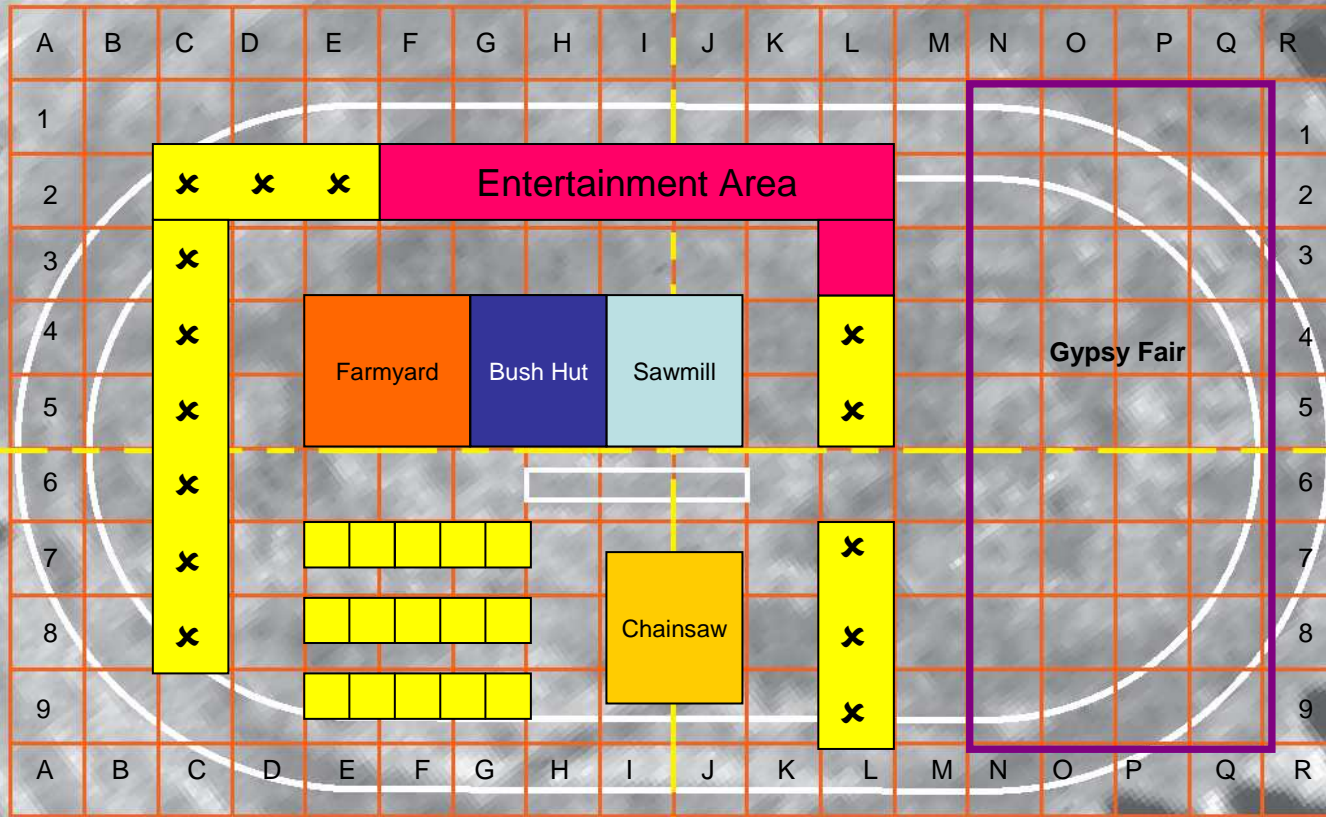 A B C D E F G H I J K L M N O P Q R
1 1
2 × × × Entertainment Area 2
3 × 3
4 × × Gypsy Fair 4
Farmyard Bush Hut Sawmill
5 × × 5
6 × 6
7 × × 7
8 × Chainsaw × 8
9 × 9
A B C D E F G H I J K L M N O P Q R